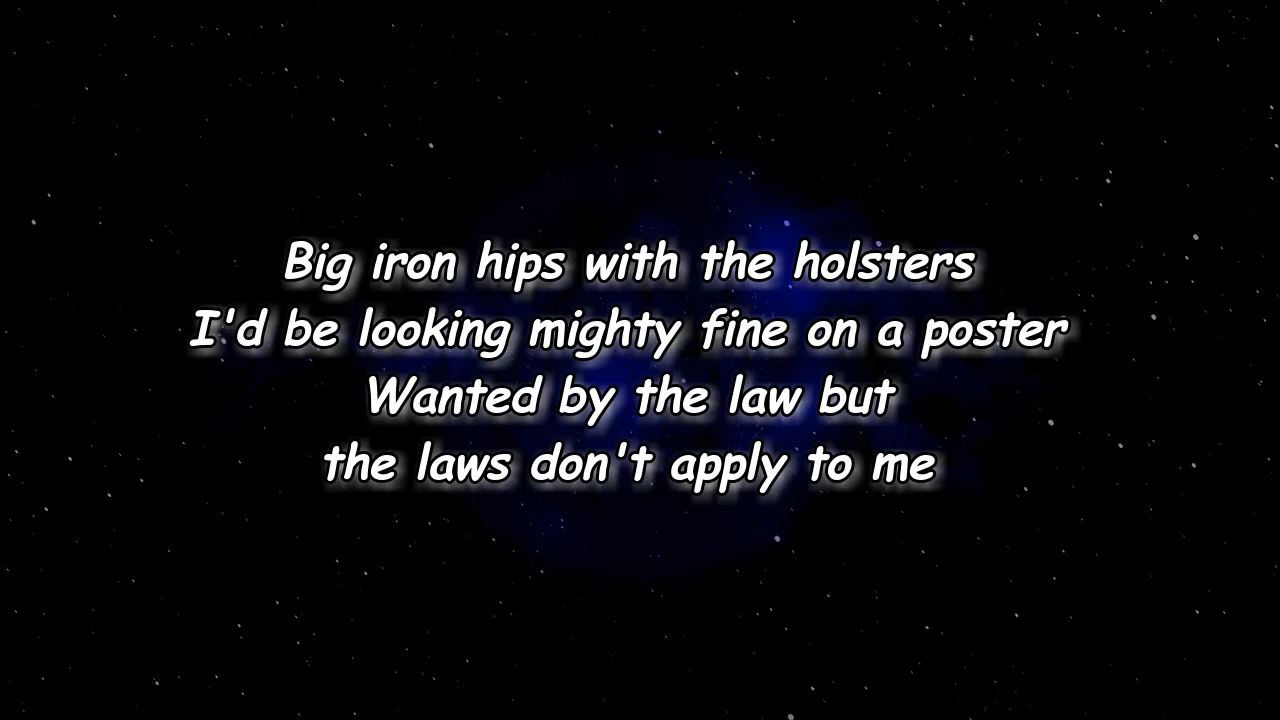 Big iron hips with the holsters
I'd be looking mighty fine on a poster
Wanted by the law but
the laws don't apply to me